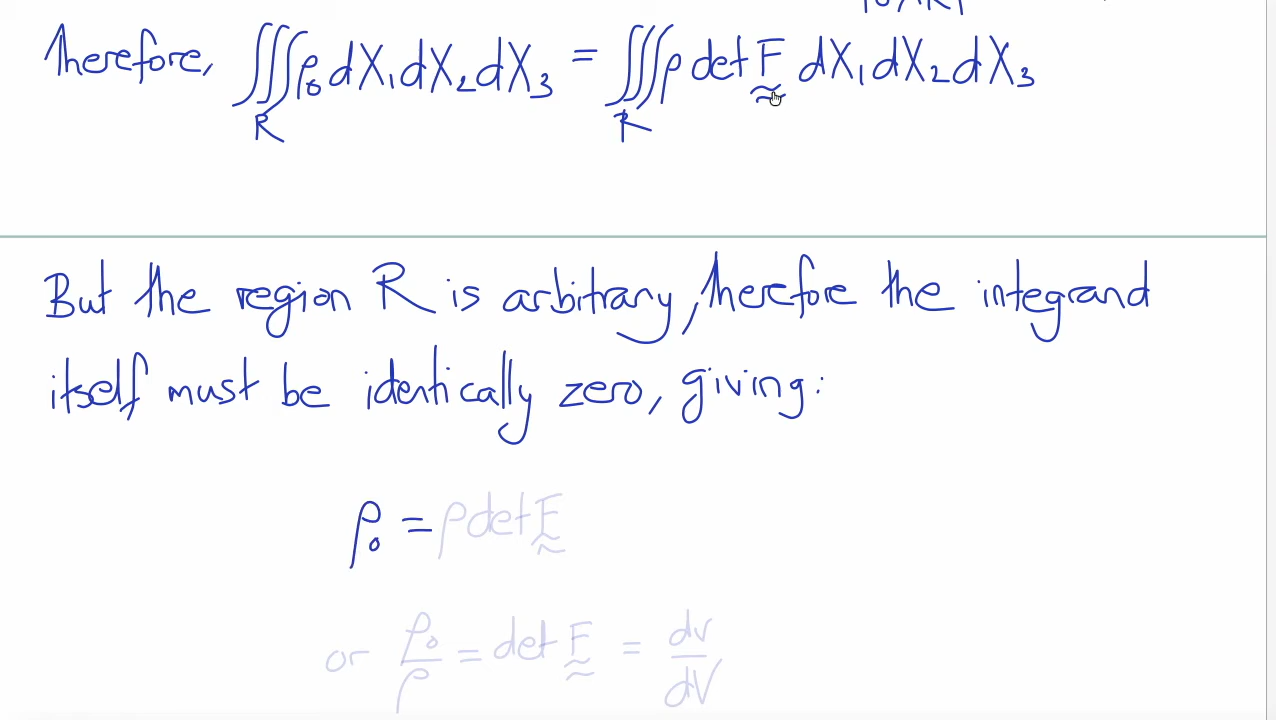 Therefore, ∭_R ρ₀ dX₁dX₂dX₃ = ∭_R ρ det F̰̰ dX₁dX₂dX₃
But the region R is arbitrary, therefore the integrand
itself must be identically zero, giving:
ρ₀ = ρ det F̰̰
or ρ₀/ρ = det F̰̰ = dv/dV